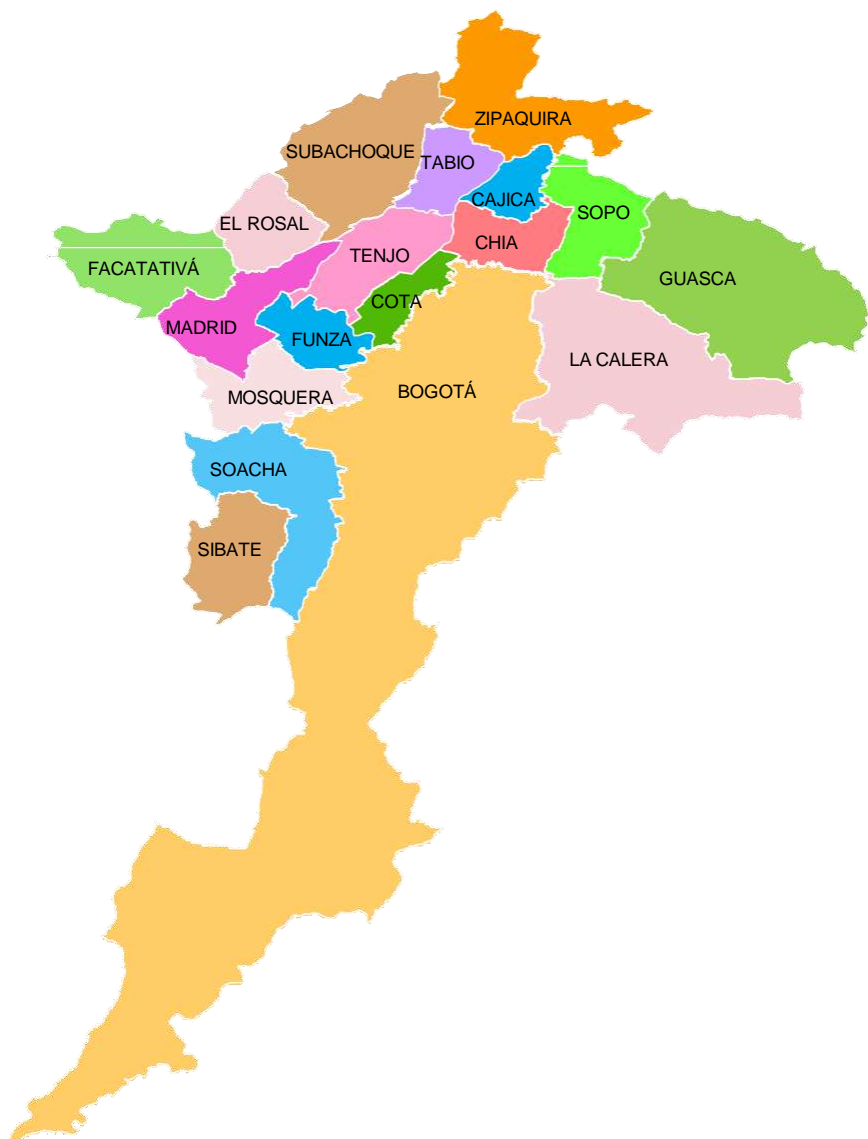 ZIPAQUIRA
SUBACHOQUE
TABIO
CAJICA
SOPO
EL ROSAL
CHIA
TENJO
FACATATIVÁ
GUASCA
COTA
MADRID
FUNZA
LA CALERA
MOSQUERA
BOGOTÁ
SOACHA
SIBATE